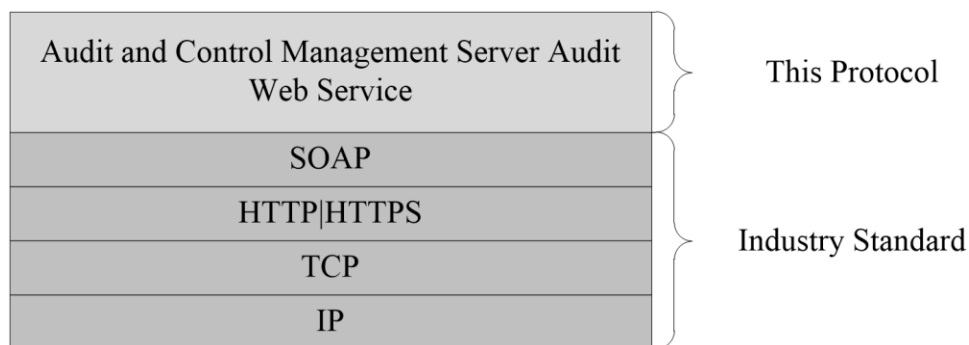 Audit and Control Management Server Audit
Web Service
This Protocol
SOAP
HTTP|HTTPS
TCP
IP
Industry Standard